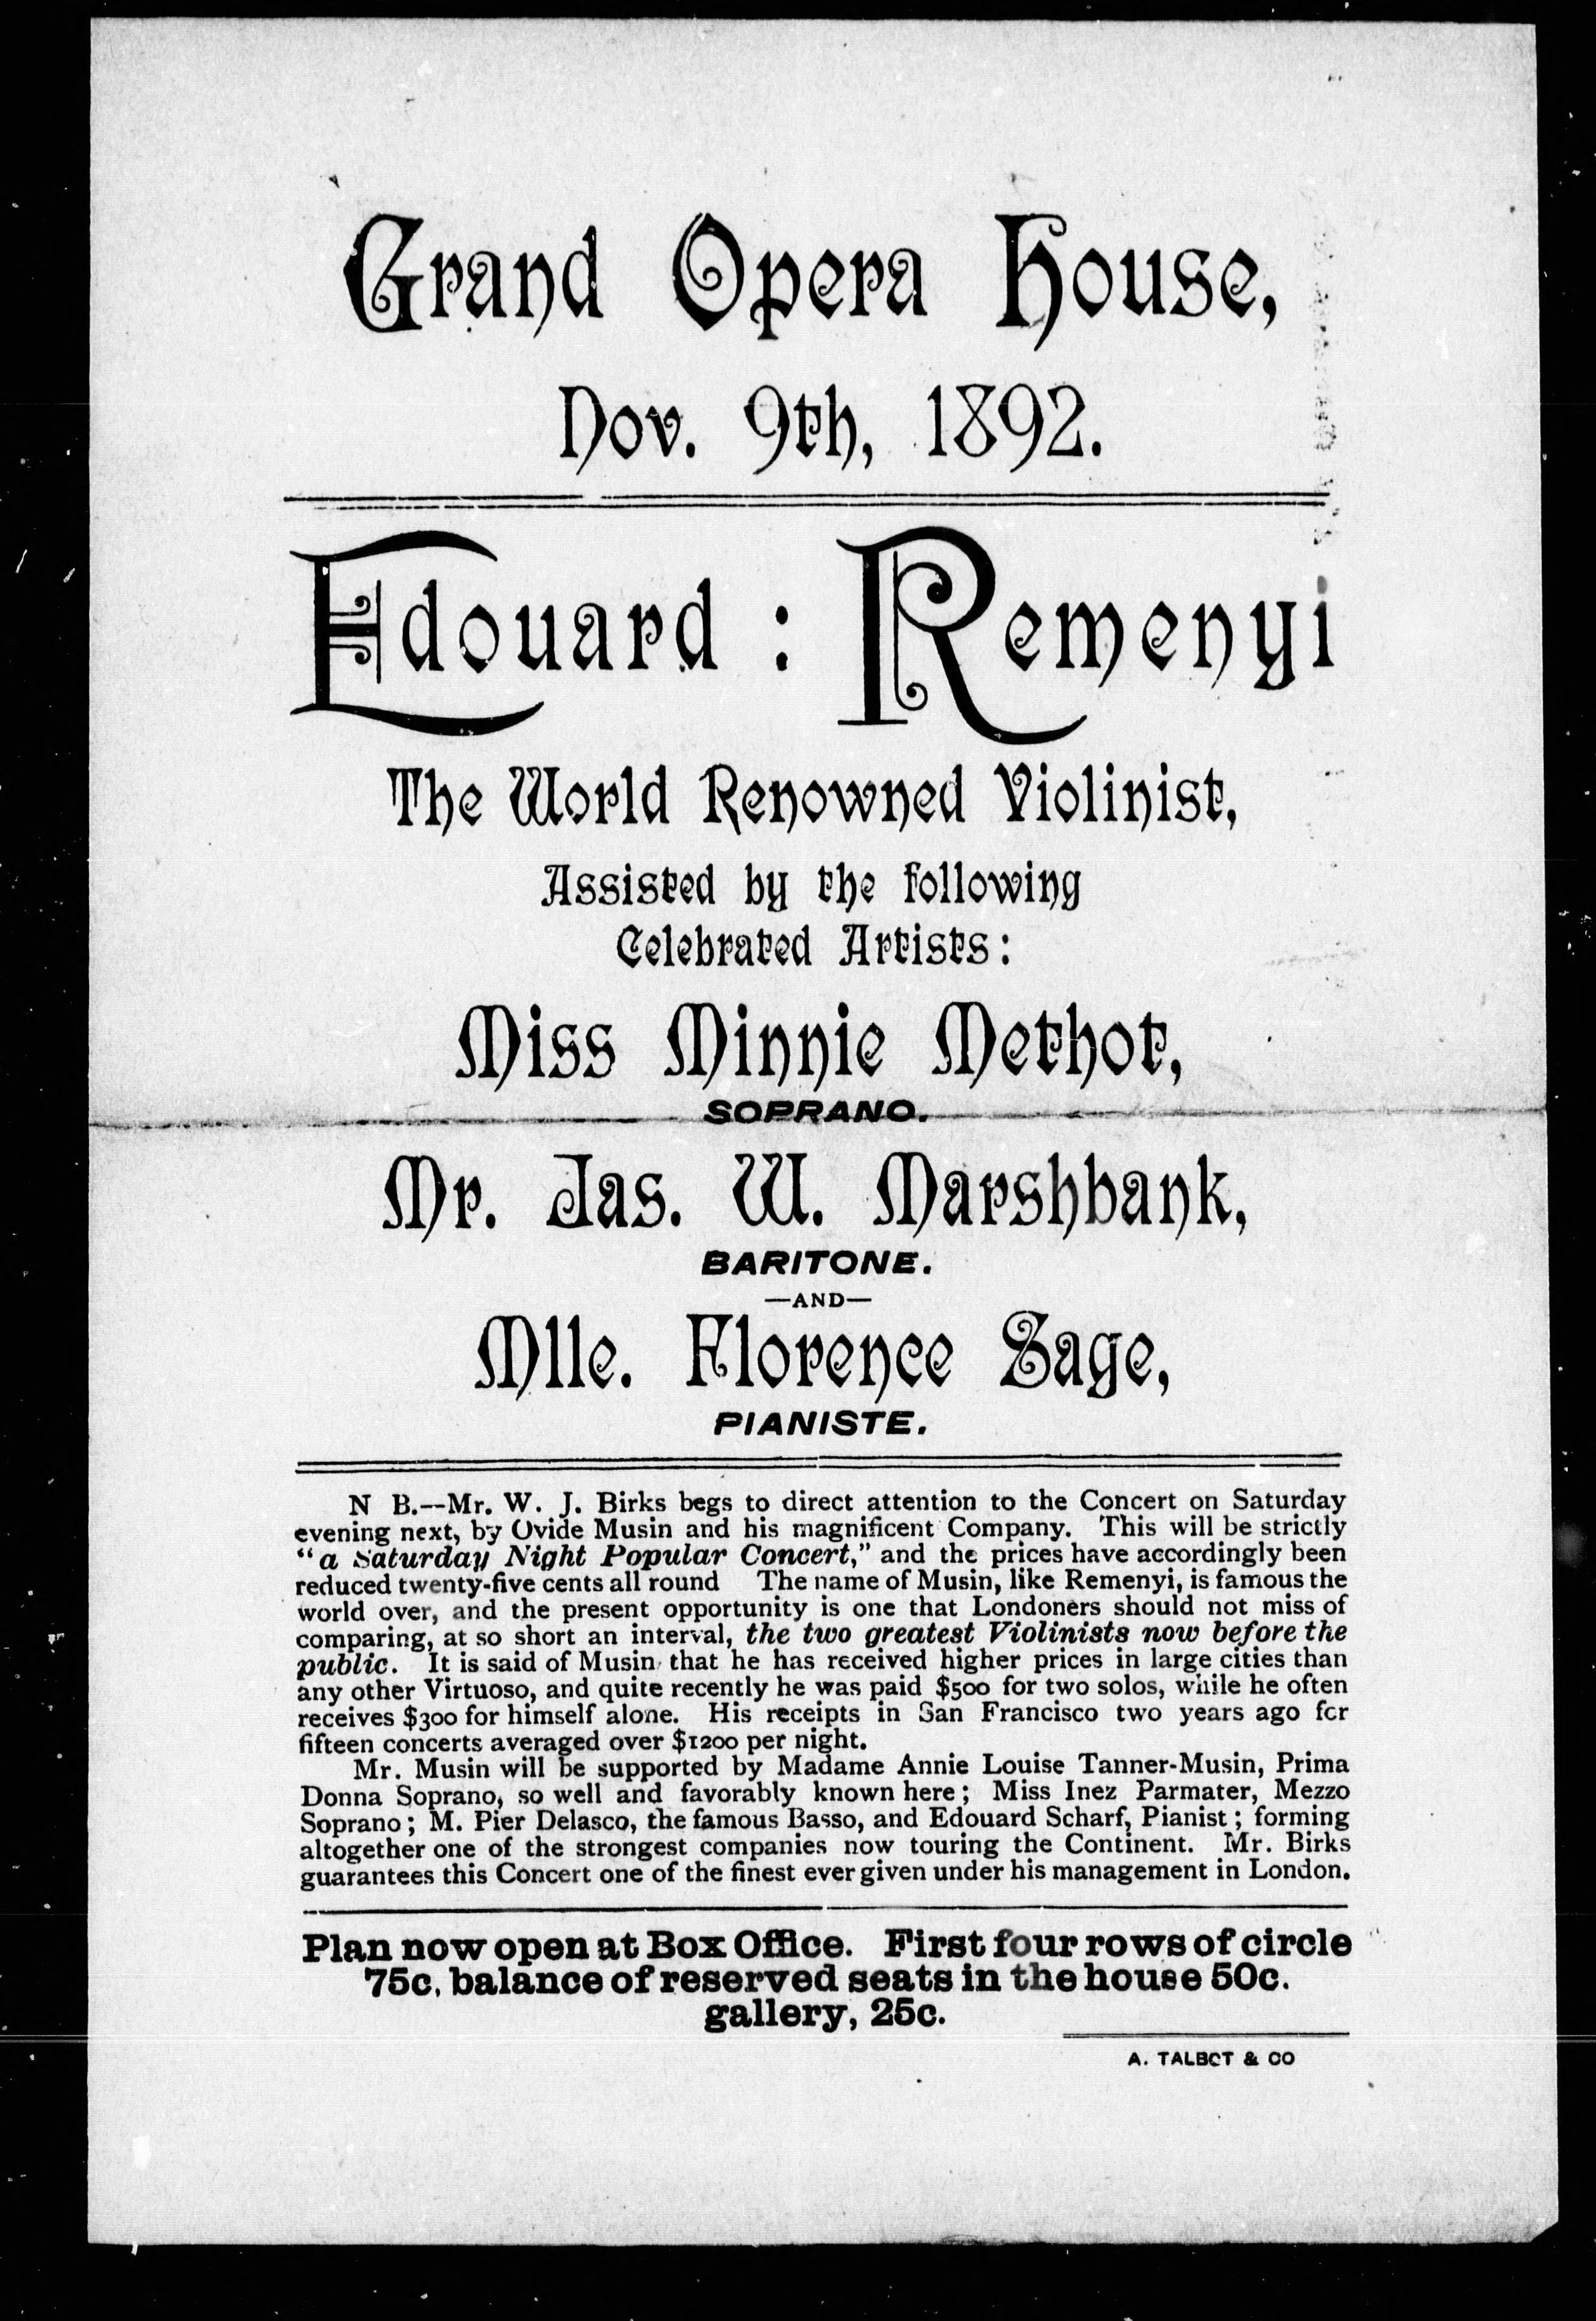 Grand Opera House,
Nov. 9th, 1892.
Edouard : Remenyi
The World Renowned Violinist,
Assisted by the following
Celebrated Artists:
Miss Minnie Methot,
SOPRANO.
Mr. Jas. W. Marshbank,
BARITONE.
—AND—
Mlle. Florence Sage,
PIANISTE.
N B.—Mr. W. J. Birks begs to direct attention to the Concert on Saturday
evening next, by Ovide Musin and his magnificent Company. This will be strictly
"a Saturday Night Popular Concert," and the prices have accordingly been
reduced twenty-five cents all round The name of Musin, like Remenyi, is famous the
world over, and the present opportunity is one that Londoners should not miss of
comparing, at so short an interval, the two greatest Violinists now before the
public. It is said of Musin that he has received higher prices in large cities than
any other Virtuoso, and quite recently he was paid $500 for two solos, while he often
receives $300 for himself alone. His receipts in San Francisco two years ago for
fifteen concerts averaged over $1200 per night.
Mr. Musin will be supported by Madame Annie Louise Tanner-Musin, Prima
Donna Soprano, so well and favorably known here; Miss Inez Parmater, Mezzo
Soprano; M. Pier Delasco, the famous Basso, and Edouard Scharf, Pianist; forming
altogether one of the strongest companies now touring the Continent. Mr. Birks
guarantees this Concert one of the finest ever given under his management in London.
Plan now open at Box Office. First four rows of circle
75c, balance of reserved seats in the house 50c.
gallery, 25c.
A. TALBOT & CO